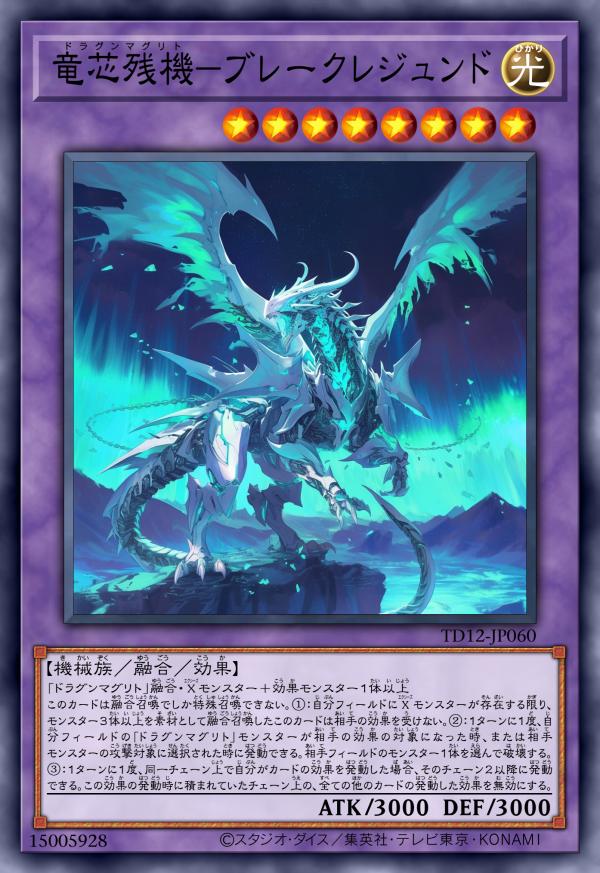 ドラグンマグリト
竜芯残機－ブレークレジュンド
ひかり
光
TD12-JP060
【機械族／融合／効果】
「ドラグンマグリト」融合・Xモンスター＋効果モンスター1体以上
このカードは融合召喚でしか特殊召喚できない。①：自分フィールドにXモンスターが存在する限り、
モンスター3体以上を素材として融合召喚したこのカードは相手の効果を受けない。②：1ターンに1度、自
分フィールドの「ドラグンマグリト」モンスターが相手の効果の対象になった時、または相手
モンスターの攻撃対象に選択された時に発動できる。相手フィールドのモンスター1体を選んで破壊する。
③：1ターンに1度、同一チェーン上で自分がカードの効果を発動した場合、そのチェーン2以降に発動
できる。この効果の発動時に積まれていたチェーン上の、全ての他のカードの発動した効果を無効にする。
ATK/3000 DEF/3000
15005928
©スタジオ・ダイス／集英社・テレビ東京・KONAMI